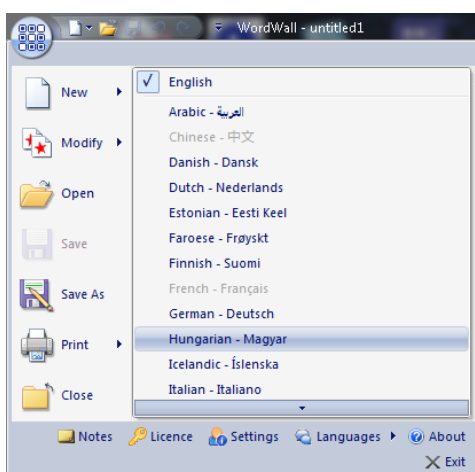 WordWall - untitled1
New
Modify
Open
Save
Save As
Print
Close
English
Arabic - العربية
Chinese - 中文
Danish - Dansk
Dutch - Nederlands
Estonian - Eesti Keel
Faroese - Frøyskt
Finnish - Suomi
French - Français
German - Deutsch
Hungarian - Magyar
Icelandic - Íslenska
Italian - Italiano
Notes Licence Settings Languages About
Exit